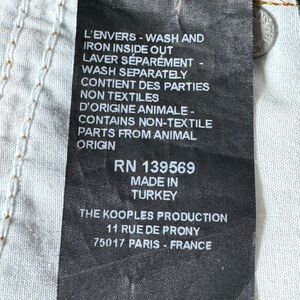 L'ENVERS - WASH AND
IRON INSIDE OUT
LAVER SÉPARÉMENT -
WASH SEPARATELY
CONTIENT DES PARTIES
NON TEXTILES
D'ORIGINE ANIMALE -
CONTAINS NON-TEXTILE
PARTS FROM ANIMAL
ORIGIN
RN 139569
MADE IN
TURKEY
THE KOOPLES PRODUCTION
11 RUE DE PRONY
75017 PARIS - FRANCE